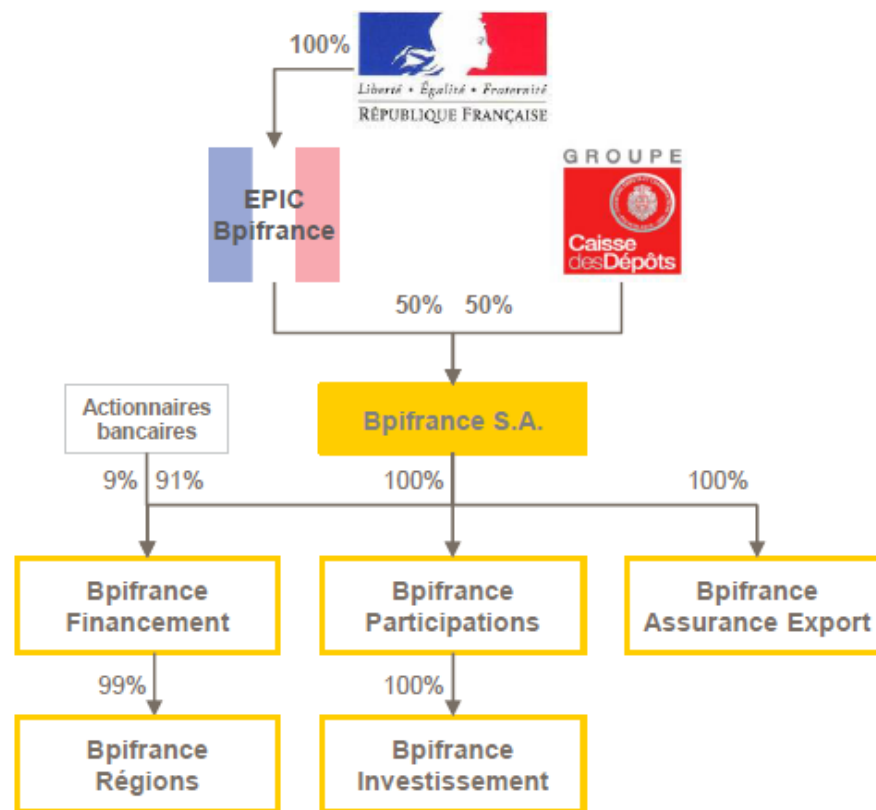 100%
Liberté • Égalité • Fraternité
RÉPUBLIQUE FRANÇAISE
GROUPE
EPIC
Bpifrance
Caisse
desDépôts
50% 50%
Actionnaires
bancaires
Bpifrance S.A.
9% 91% 100% 100%
Bpifrance
Financement
Bpifrance
Participations
Bpifrance
Assurance Export
99% 100%
Bpifrance
Régions
Bpifrance
Investissement